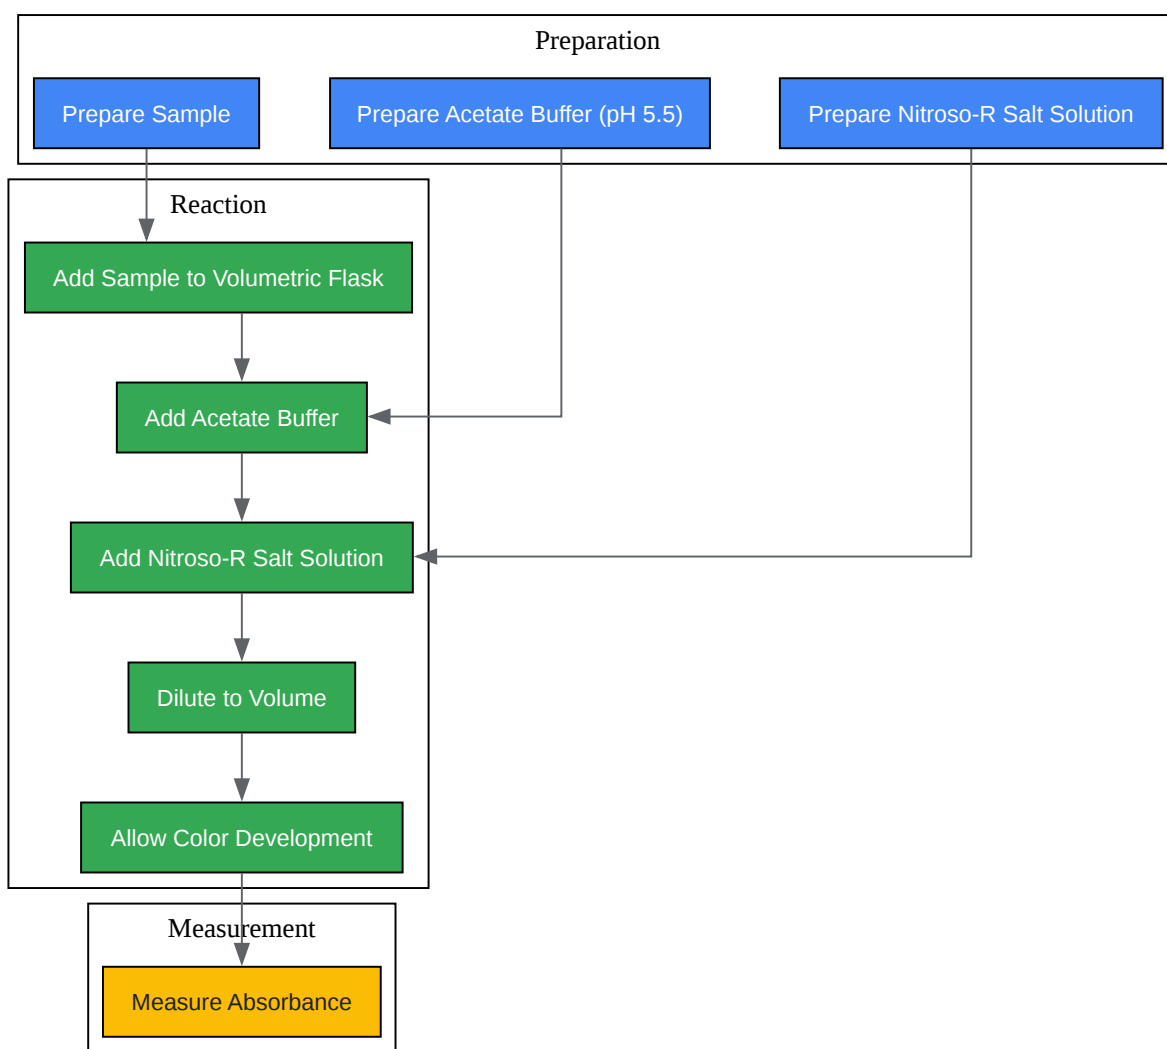 Preparation
Prepare Sample
Prepare Acetate Buffer (pH 5.5)
Prepare Nitroso-R Salt Solution
Reaction
Add Sample to Volumetric Flask
Add Acetate Buffer
Add Nitroso-R Salt Solution
Dilute to Volume
Allow Color Development
Measurement
Measure Absorbance